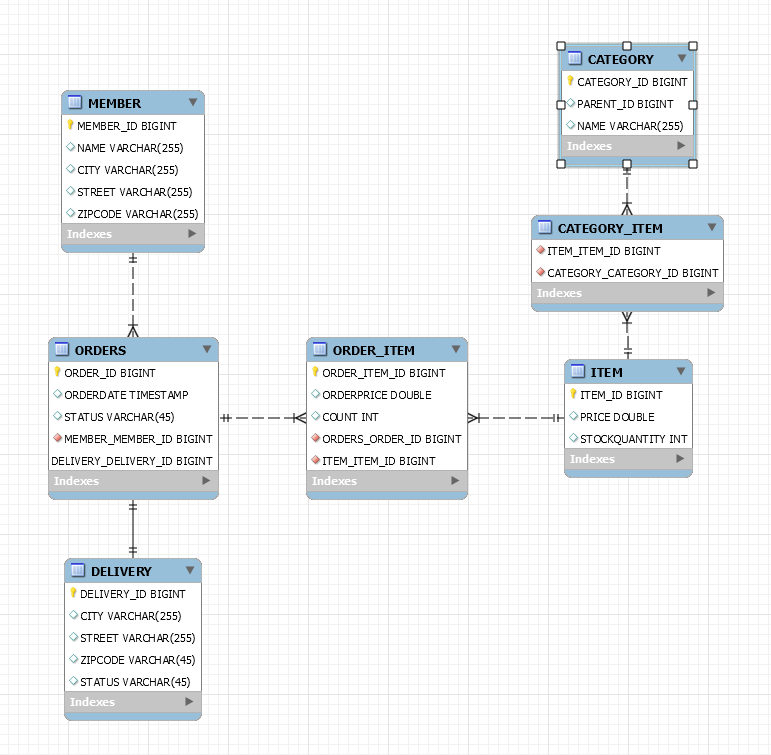 CATEGORY
CATEGORY_ID BIGINT
PARENT_ID BIGINT
NAME VARCHAR(255)
Indexes
MEMBER
MEMBER_ID BIGINT
NAME VARCHAR(255)
CITY VARCHAR(255)
STREET VARCHAR(255)
ZIPCODE VARCHAR(255)
Indexes
CATEGORY_ITEM
ITEM_ITEM_ID BIGINT
CATEGORY_CATEGORY_ID BIGINT
Indexes
ORDERS
ORDER_ID BIGINT
ORDERDATE TIMESTAMP
STATUS VARCHAR(45)
MEMBER_MEMBER_ID BIGINT
DELIVERY_DELIVERY_ID BIGINT
Indexes
ORDER_ITEM
ORDER_ITEM_ID BIGINT
ORDERPRICE DOUBLE
COUNT INT
ORDERS_ORDER_ID BIGINT
ITEM_ITEM_ID BIGINT
Indexes
ITEM
ITEM_ID BIGINT
PRICE DOUBLE
STOCKQUANTITY INT
Indexes
DELIVERY
DELIVERY_ID BIGINT
CITY VARCHAR(255)
STREET VARCHAR(255)
ZIPCODE VARCHAR(45)
STATUS VARCHAR(45)
Indexes